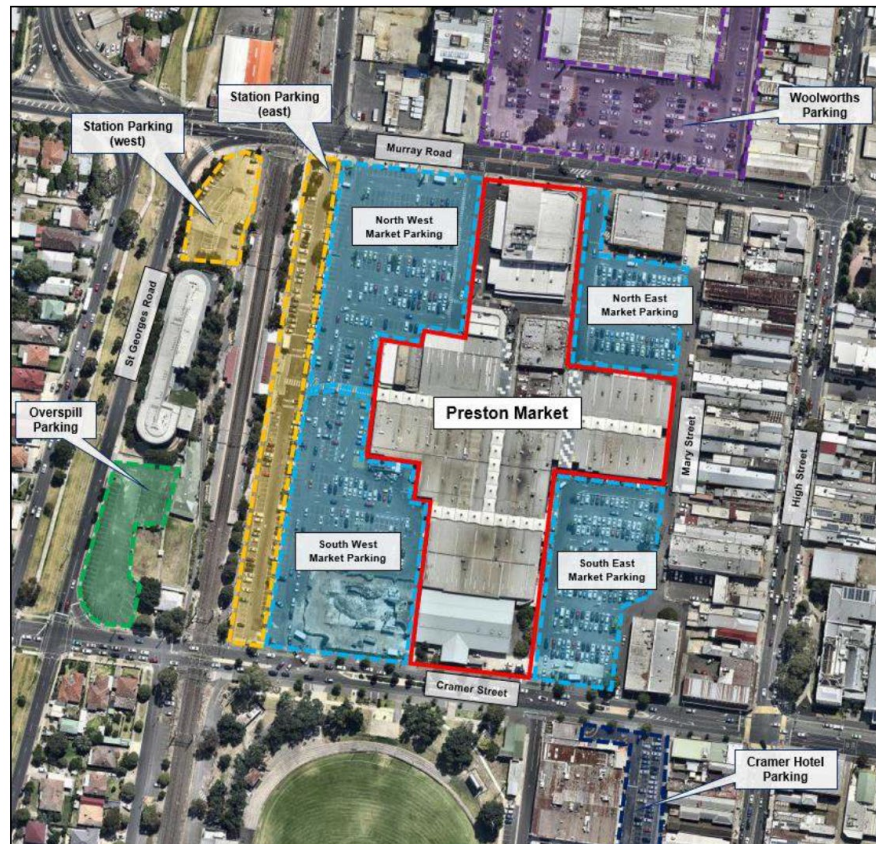 Station Parking
(east)
Woolworths
Parking
Station Parking
(west)
Murray Road
North West
Market Parking
North East
Market Parking
St Georges Road
Overspill
Parking
Preston Market
Mary Street
High Street
South West
Market Parking
South East
Market Parking
Cramer Street
Cramer Hotel
Parking